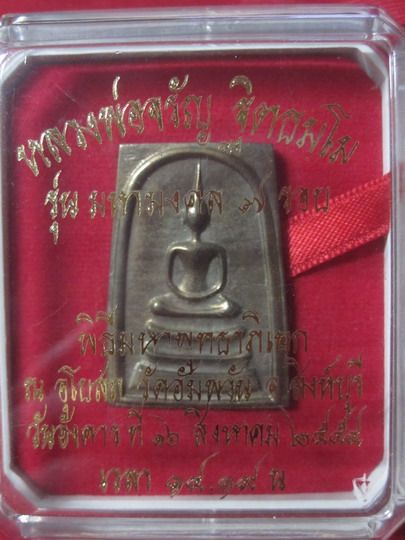 หลวงพ่อจรัญ ฐิตธมฺโม
รุ่น มหามงคล ๗ รอบ
พิธีมหาพุทธาภิเษก
ณ อุโบสถ วัดอัมพวัน จ.สิงห์บุรี
วันอังคาร ที่ ๑๖ สิงหาคม ๒๕๕๔
เวลา ๑๔.๑๙ น